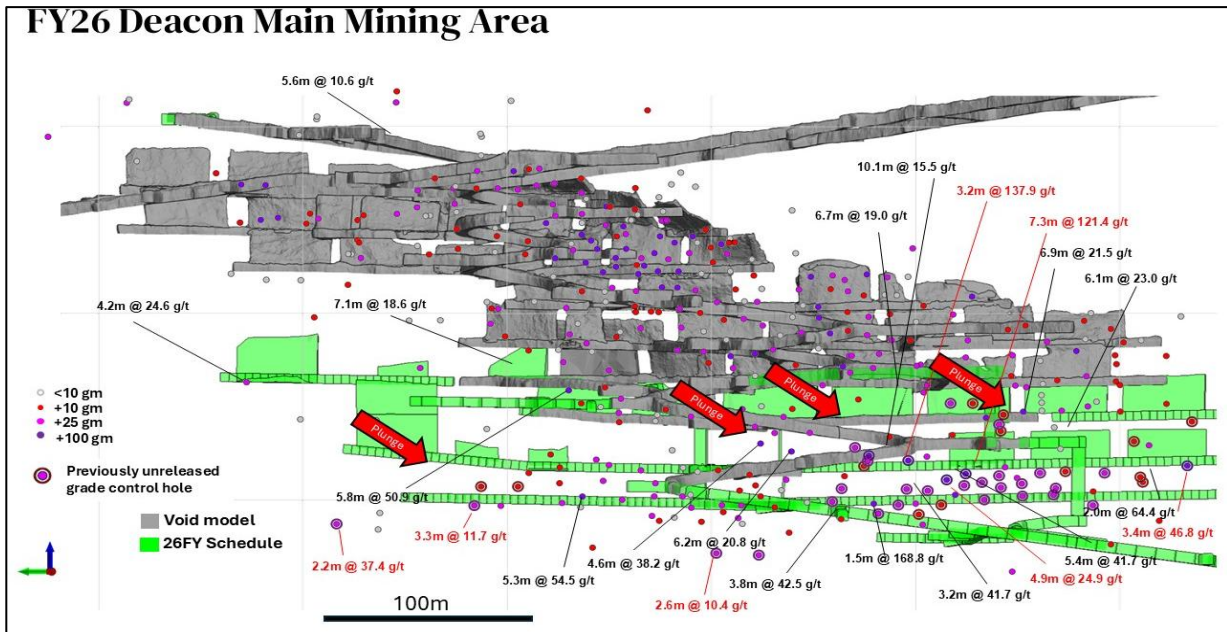 FY26 Deacon Main Mining Area
5.6m @ 10.6 g/t
10.1m @ 15.5 g/t
3.2m @ 137.9 g/t
6.7m @ 19.0 g/t
7.3m @ 121.4 g/t
6.9m @ 21.5 g/t
6.1m @ 23.0 g/t
4.2m @ 24.6 g/t
7.1m @ 18.6 g/t
Plunge
Plunge
Plunge
Plunge
<10 gm
+10 gm
+25 gm
+100 gm
Previously unreleased
grade control hole
Void model
26FY Schedule
5.8m @ 50.9 g/t
3.3m @ 11.7 g/t
2.2m @ 37.4 g/t
5.3m @ 54.5 g/t
4.6m @ 38.2 g/t
6.2m @ 20.8 g/t
2.6m @ 10.4 g/t
3.8m @ 42.5 g/t
1.5m @ 168.8 g/t
3.2m @ 41.7 g/t
4.9m @ 24.9 g/t
5.4m @ 41.7 g/t
2.0m @ 64.4 g/t
3.4m @ 46.8 g/t
100m